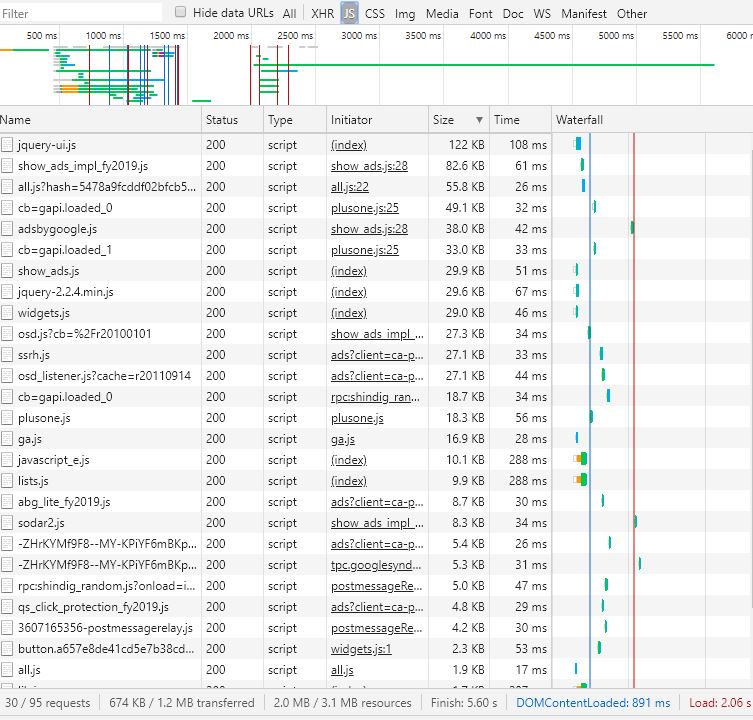 Filter Hide data URLs All XHR JS CSS Img Media Font Doc WS Manifest Other
500 ms 1000 ms 1500 ms 2000 ms 2500 ms 3000 ms 3500 ms 4000 ms 4500 ms 5000 ms 5500 ms 6000 r
Name Status Type Initiator Size ▼ Time Waterfall
jquery-ui.js 200 script (index) 122 KB 108 ms
show_ads_impl_fy2019.js 200 script show_ads.js:28 82.6 KB 61 ms
all.js?hash=5478a9fcddf02bfcb5... 200 script all.js:22 55.8 KB 26 ms
cb=gapi.loaded_0 200 script plusone.js:25 49.1 KB 32 ms
adsbygoogle.js 200 script show_ads.js:28 38.0 KB 42 ms
cb=gapi.loaded_1 200 script plusone.js:25 33.0 KB 33 ms
show_ads.js 200 script (index) 29.9 KB 51 ms
jquery-2.2.4.min.js 200 script (index) 29.6 KB 67 ms
widgets.js 200 script (index) 29.0 KB 46 ms
osd.js?cb=%2Fr20100101 200 script show_ads_impl_... 27.3 KB 34 ms
ssrh.js 200 script ads?client=ca-p... 27.1 KB 33 ms
osd_listener.js?cache=r20110914 200 script ads?client=ca-p... 27.1 KB 44 ms
cb=gapi.loaded_0 200 script rpc:shindig_ran... 18.7 KB 34 ms
plusone.js 200 script plusone.js 18.3 KB 56 ms
ga.js 200 script ga.js 16.9 KB 28 ms
javascript_e.js 200 script (index) 10.1 KB 288 ms
lists.js 200 script (index) 9.9 KB 288 ms
abg_lite_fy2019.js 200 script ads?client=ca-p... 8.7 KB 30 ms
sodar2.js 200 script show_ads_impl_... 8.3 KB 34 ms
-ZHrKYMf9F8--MY-KPiYF6mBKp... 200 script ads?client=ca-p... 5.4 KB 26 ms
-ZHrKYMf9F8--MY-KPiYF6mBKp... 200 script tpc.googlesynd... 5.3 KB 31 ms
rpc:shindig_random.js?onload=i... 200 script postmessageRe... 5.0 KB 47 ms
qs_click_protection_fy2019.js 200 script ads?client=ca-p... 4.8 KB 29 ms
3607165356-postmessagerelay.js 200 script postmessageRe... 4.2 KB 30 ms
button.a657e8de41cd5e7b38cd... 200 script widgets.js:1 2.3 KB 53 ms
all.js 200 script all.js 1.9 KB 17 ms
30 / 95 requests 674 KB / 1.2 MB transferred 2.0 MB / 3.1 MB resources Finish: 5.60 s DOMContentLoaded: 891 ms Load: 2.06 s